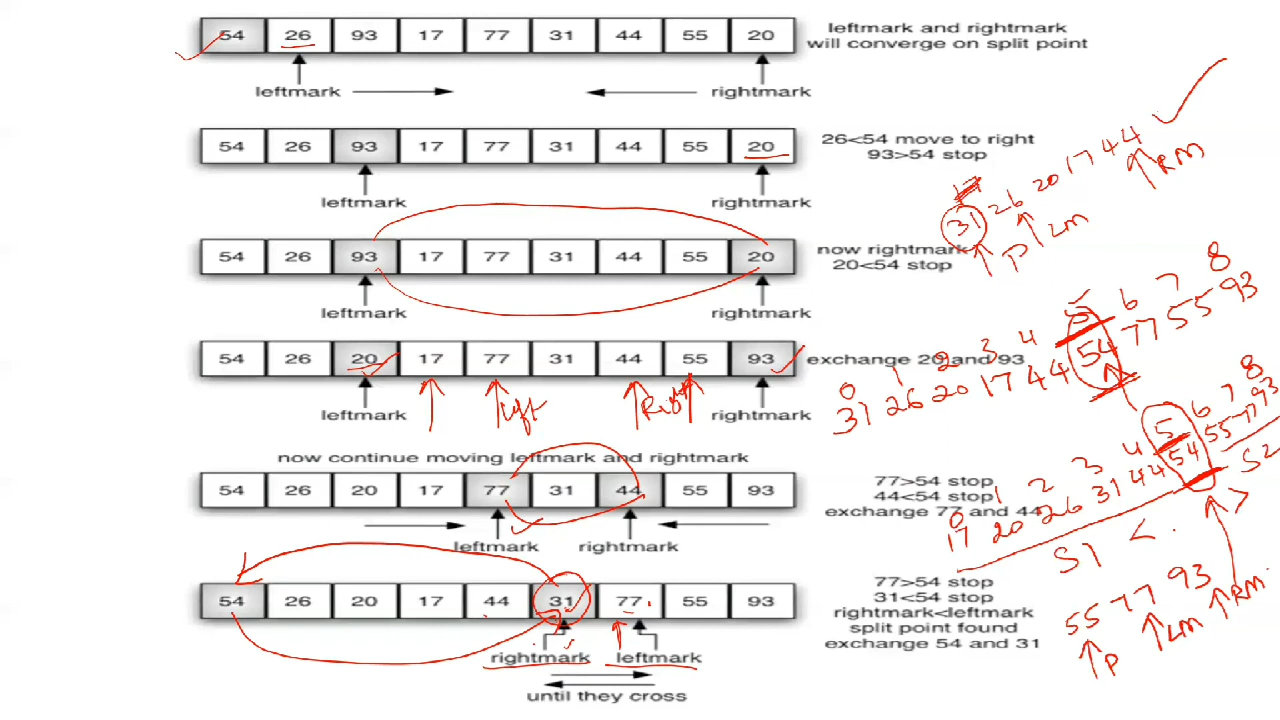 54 26 93 17 77 31 44 55 20
leftmark and rightmark
will converge on split point
leftmark
rightmark
54 26 93 17 77 31 44 55 20
26<54 move to right
93>54 stop
leftmark
rightmark
54 26 93 17 77 31 44 55 20
now rightmark
20<54 stop
leftmark
rightmark
54 26 20 17 77 31 44 55 93
exchange 20 and 93
leftmark
rightmark
left
Right
now continue moving leftmark and rightmark
54 26 20 17 77 31 44 55 93
77>54 stop
44<54 stop
exchange 77 and 44
leftmark
rightmark
54 26 20 17 44 31 77 55 93
77>54 stop
31<54 stop
rightmark<leftmark
split point found
exchange 54 and 31
rightmark
leftmark
until they cross
31 26 20 17 44
P LM RM
0 1 2 3 4 5 6 7 8
31 26 20 17 44 54 77 55 93
0 1 2 3 4 5 6 7 8
17 20 26 31 44 54 55 77 93
S1 < . > S2
55 77 93
P LM RM